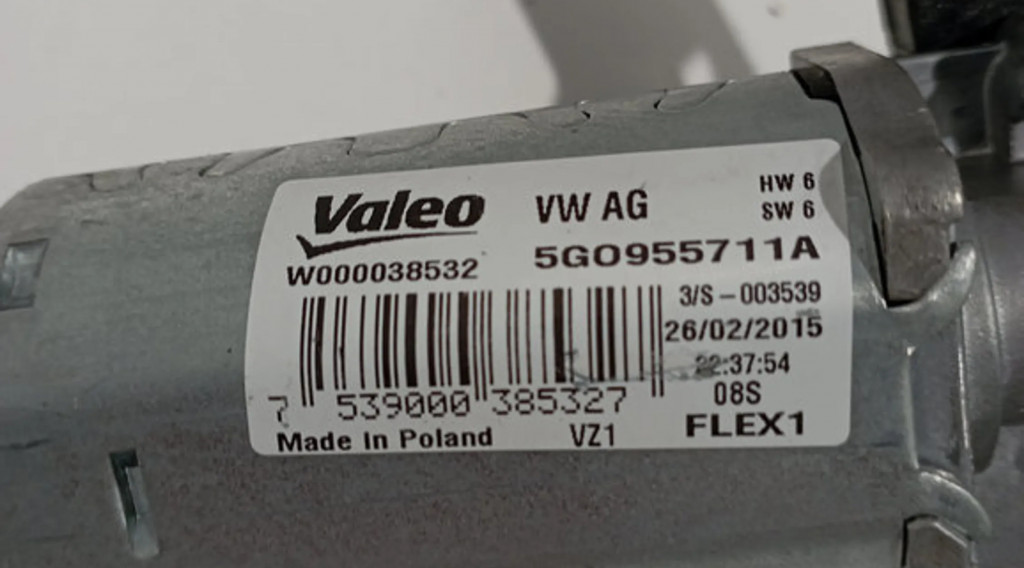 Valeo VW AG HW 6
SW 6
W000038532 5G0955711A
3/S - 003539
26/02/2015
22:37:54
08S
7 539000 385327
Made In Poland VZ1 FLEX1